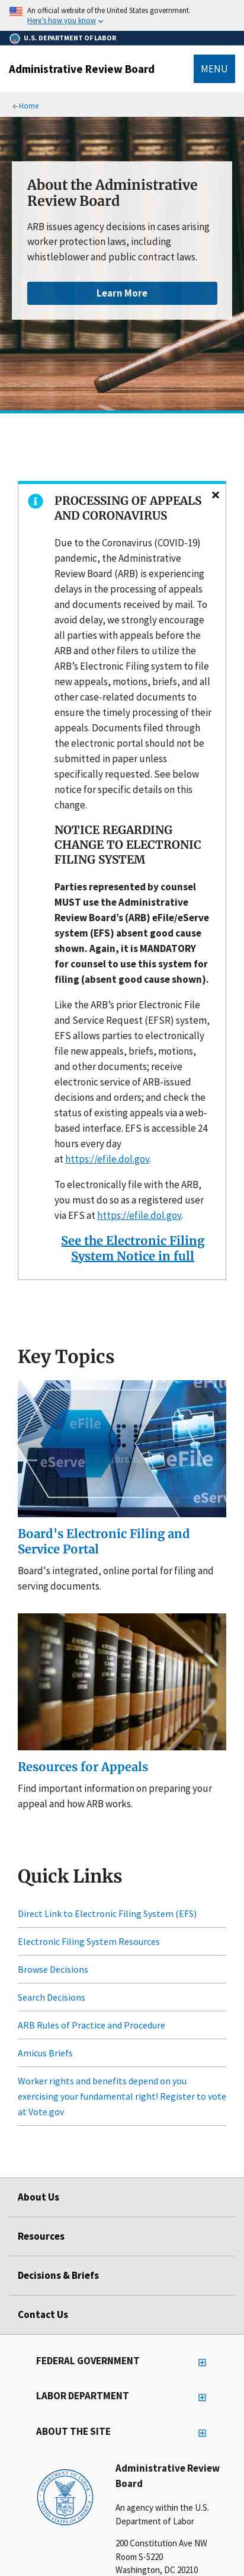 An official website of the United States government.
Here's how you know
U.S. DEPARTMENT OF LABOR
Administrative Review Board
MENU
Home
About the Administrative
Review Board
ARB issues agency decisions in cases arising
worker protection laws, including
whistleblower and public contract laws.
Learn More
PROCESSING OF APPEALS
AND CORONAVIRUS
Due to the Coronavirus (COVID-19)
pandemic, the Administrative
Review Board (ARB) is experiencing
delays in the processing of appeals
and documents received by mail. To
avoid delay, we strongly encourage
all parties with appeals before the
ARB and other filers to utilize the
ARB's Electronic Filing system to file
new appeals, motions, briefs, and all
other case-related documents to
ensure the timely processing of their
appeals. Documents filed through
the electronic portal should not be
submitted in paper unless
specifically requested. See below
notice for specific details on this
change.
NOTICE REGARDING
CHANGE TO ELECTRONIC
FILING SYSTEM
Parties represented by counsel
MUST use the Administrative
Review Board's (ARB) eFile/eServe
system (EFS) absent good cause
shown. Again, it is MANDATORY
for counsel to use this system for
filing (absent good cause shown).
Like the ARB's prior Electronic File
and Service Request (EFSR) system,
EFS allows parties to electronically
file new appeals, briefs, motions,
and other documents; receive
electronic service of ARB-issued
decisions and orders; and check the
status of existing appeals via a web-
based interface. EFS is accessible 24
hours every day
at https://efile.dol.gov.
To electronically file with the ARB,
you must do so as a registered user
via EFS at https://efile.dol.gov.
See the Electronic Filing
System Notice in full
Key Topics
eFile
eFile
eServe
eFile
eServ
Board's Electronic Filing and
Service Portal
Board's integrated, online portal for filing and
serving documents.
Resources for Appeals
Find important information on preparing your
appeal and how ARB works.
Quick Links
Direct Link to Electronic Filing System (EFS)
Electronic Filing System Resources
Browse Decisions
Search Decisions
ARB Rules of Practice and Procedure
Amicus Briefs
Worker rights and benefits depend on you
exercising your fundamental right! Register to vote
at Vote.gov
About Us
Resources
Decisions & Briefs
Contact Us
FEDERAL GOVERNMENT
LABOR DEPARTMENT
ABOUT THE SITE
Administrative Review
Board
An agency within the U.S.
Department of Labor
200 Constitution Ave NW
Room S-5220
Washington, DC 20210